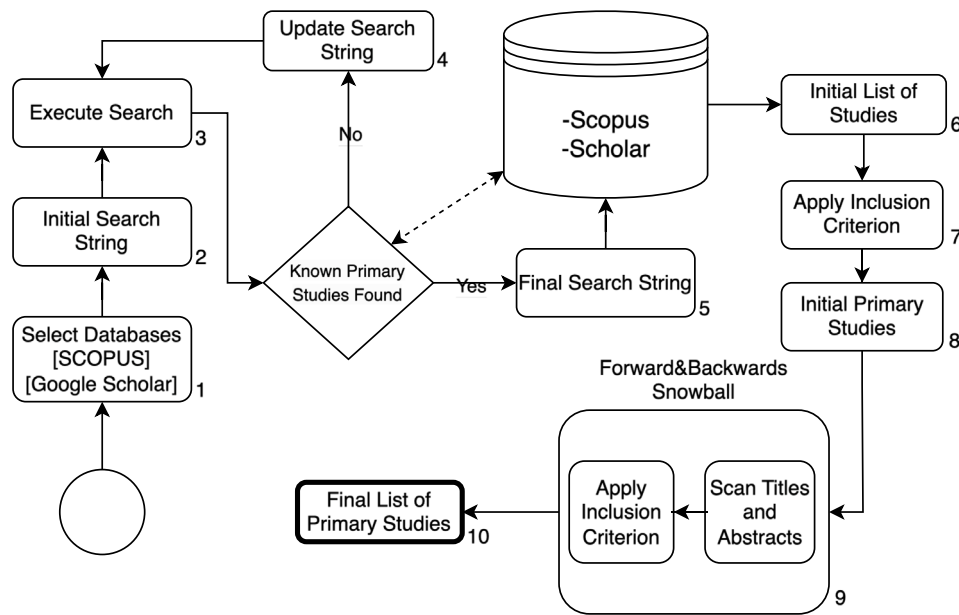 Update Search
String
4
Execute Search
3
No
Initial Search
String
2
Select Databases
[SCOPUS]
[Google Scholar]
1
Known Primary
Studies Found
Yes
Final Search String
5
-Scopus
-Scholar
Initial List of
Studies
6
Apply Inclusion
Criterion
7
Initial Primary
Studies
8
Forward&Backwards
Snowball
Scan Titles
and
Abstracts
Apply
Inclusion
Criterion
9
Final List of
Primary Studies
10